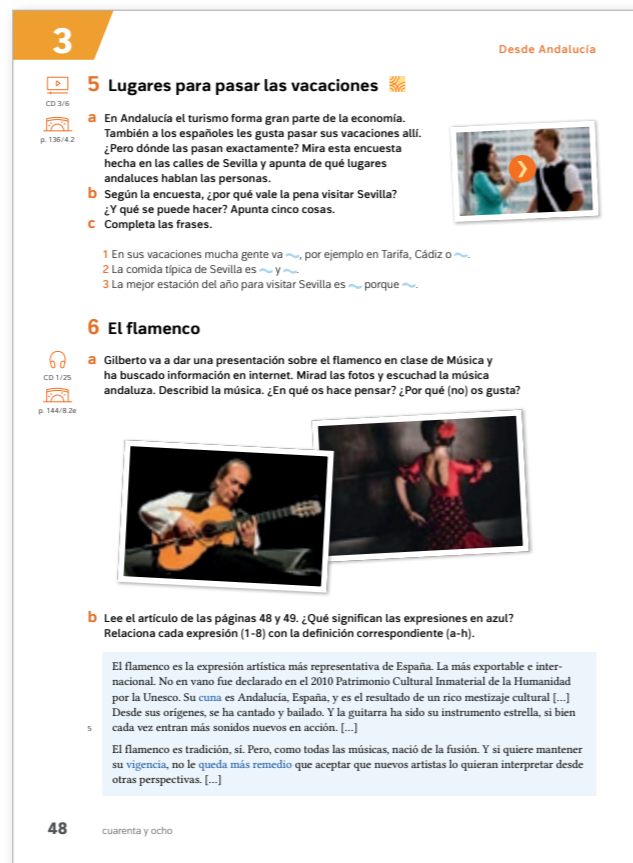 3
Desde Andalucía
5 Lugares para pasar las vacaciones
CD 3/6
p. 136/4.2
a En Andalucía el turismo forma gran parte de la economía.
También a los españoles les gusta pasar sus vacaciones allí.
¿Pero dónde las pasan exactamente? Mira esta encuesta
hecha en las calles de Sevilla y apunta de qué lugares
andaluces hablan las personas.
b Según la encuesta, ¿por qué vale la pena visitar Sevilla?
¿Y qué se puede hacer? Apunta cinco cosas.
c Completa las frases.
1 En sus vacaciones mucha gente va ~, por ejemplo en Tarifa, Cádiz o ~.
2 La comida típica de Sevilla es ~ y ~.
3 La mejor estación del año para visitar Sevilla es ~ porque ~.
6 El flamenco
CD 1/25
p. 144/8.2e
a Gilberto va a dar una presentación sobre el flamenco en clase de Música y
ha buscado información en internet. Mirad las fotos y escuchad la música
andaluza. Describid la música. ¿En qué os hace pensar? ¿Por qué (no) os gusta?
b Lee el artículo de las páginas 48 y 49. ¿Qué significan las expresiones en azul?
Relaciona cada expresión (1-8) con la definición correspondiente (a-h).
El flamenco es la expresión artística más representativa de España. La más exportable e inter-
nacional. No en vano fue declarado en el 2010 Patrimonio Cultural Inmaterial de la Humanidad
por la Unesco. Su cuna es Andalucía, España, y es el resultado de un rico mestizaje cultural [...]
Desde sus orígenes, se ha cantado y bailado. Y la guitarra ha sido su instrumento estrella, si bien
5 cada vez entran más sonidos nuevos en acción. [...]
El flamenco es tradición, sí. Pero, como todas las músicas, nació de la fusión. Y si quiere mantener
su vigencia, no le queda más remedio que aceptar que nuevos artistas lo quieran interpretar desde
otras perspectivas. [...]
48 cuarenta y ocho